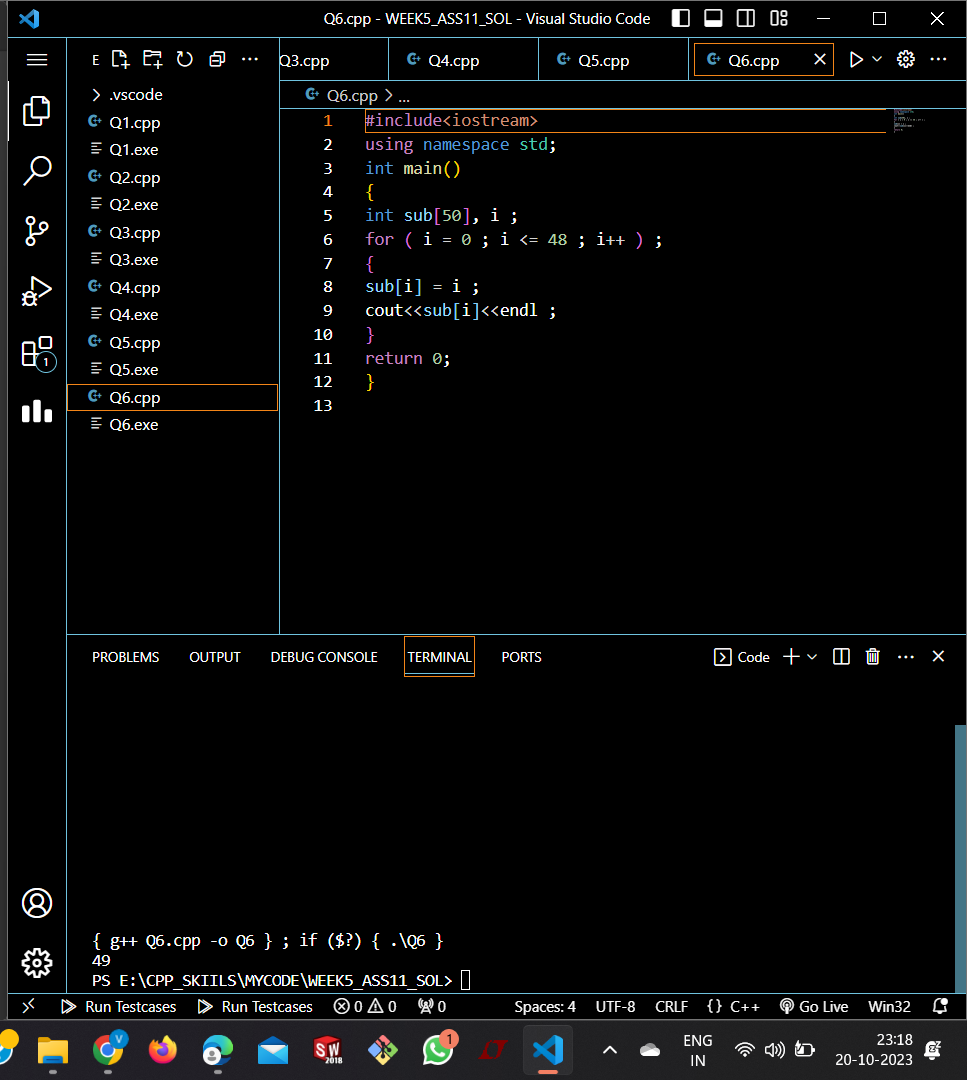 Q6.cpp - WEEK5_ASS11_SOL - Visual Studio Code
E
Q3.cpp
Q4.cpp
Q5.cpp
Q6.cpp
.vscode
Q1.cpp
Q1.exe
Q2.cpp
Q2.exe
Q3.cpp
Q3.exe
Q4.cpp
Q4.exe
Q5.cpp
Q5.exe
Q6.cpp
Q6.exe
1
Q6.cpp > ...
1 #include<iostream>
2 using namespace std;
3 int main()
4 {
5 int sub[50], i ;
6 for ( i = 0 ; i <= 48 ; i++ ) ;
7 {
8 sub[i] = i ;
9 cout<<sub[i]<<endl ;
10 }
11 return 0;
12 }
13
PROBLEMS OUTPUT DEBUG CONSOLE TERMINAL PORTS Code
{ g++ Q6.cpp -o Q6 } ; if ($?) { .\Q6 }
49
PS E:\CPP_SKIILS\MYCODE\WEEK5_ASS11_SOL>
Run Testcases Run Testcases 0 0 0 Spaces: 4 UTF-8 CRLF {} C++ Go Live Win32
V
SW
2018
1
ENG
IN
23:18
20-10-2023